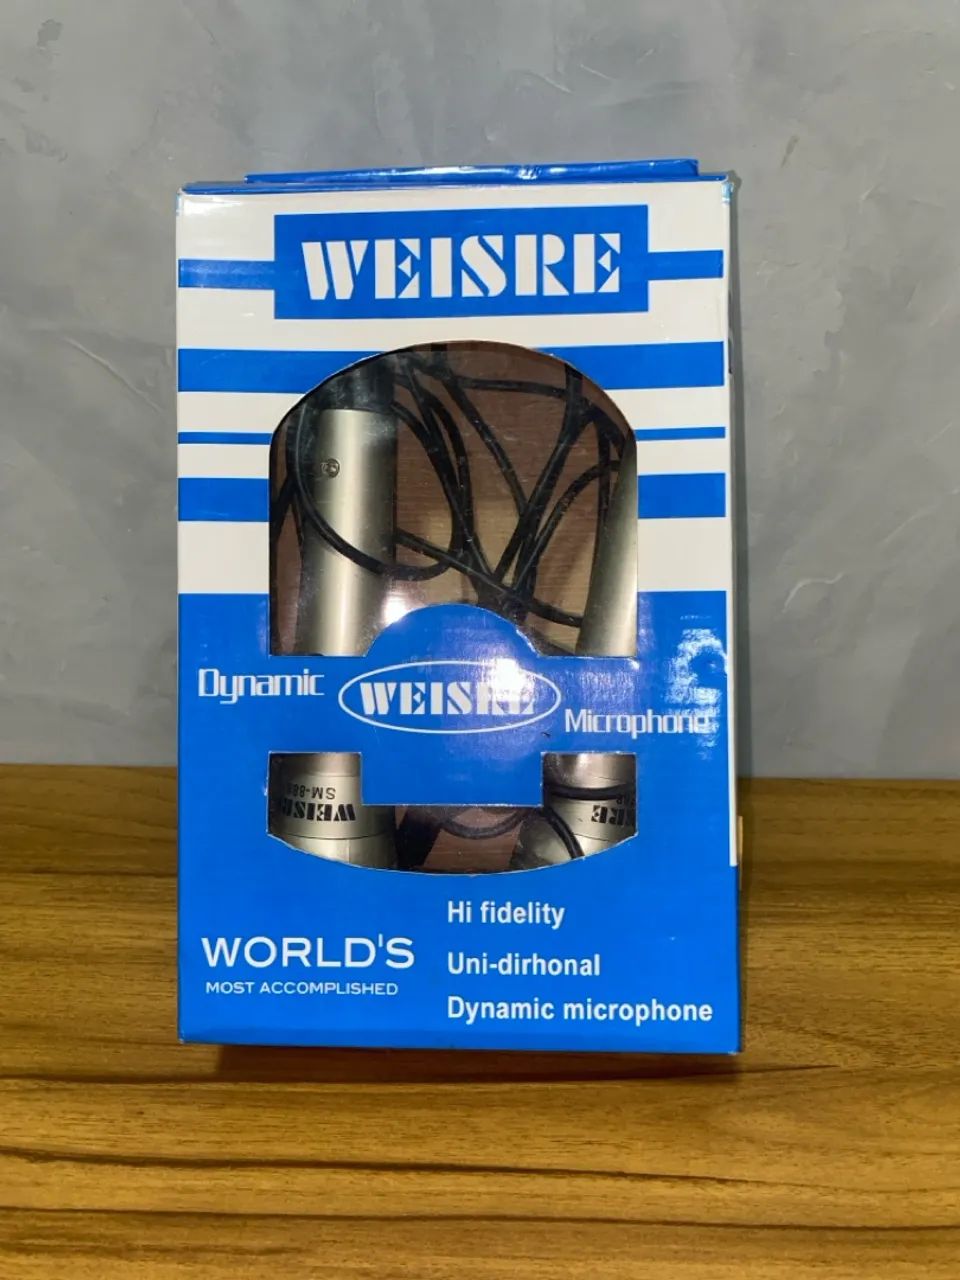 WEISRE
Dynamic
WEISRE
Microphone
WEISRE
Hi fidelity
WORLD'S
Uni-dirhonal
MOST ACCOMPLISHED
Dynamic microphone